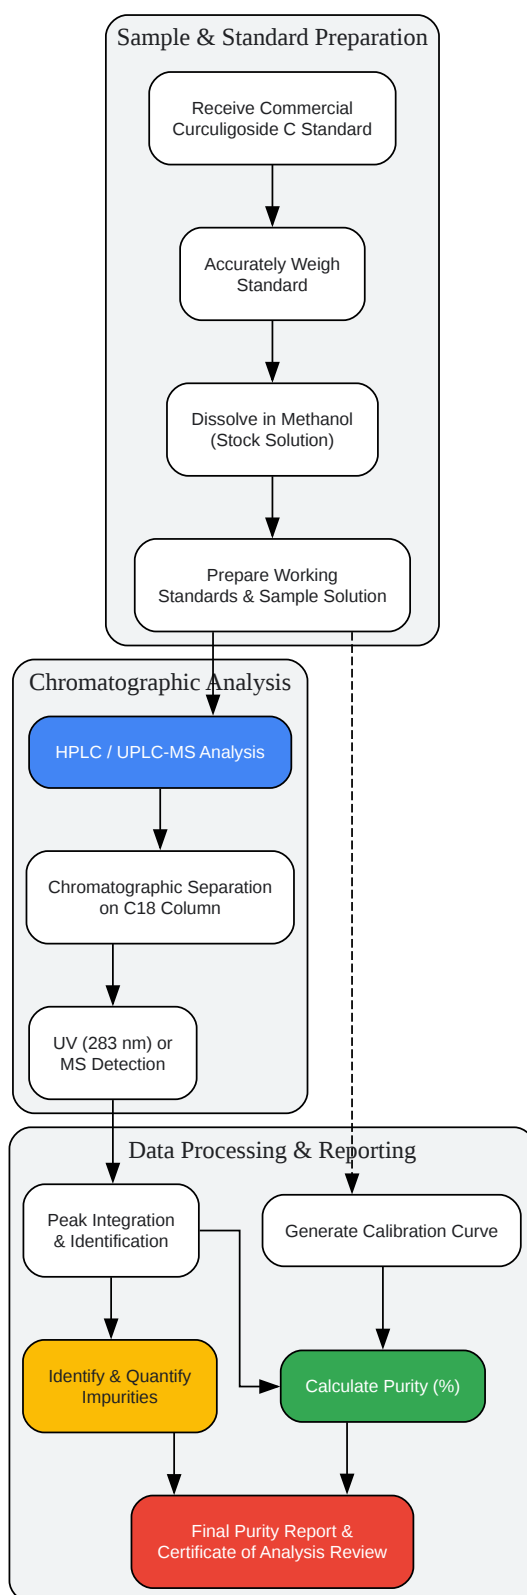 Sample & Standard Preparation
Receive Commercial
Curculigoside C Standard
Accurately Weigh
Standard
Dissolve in Methanol
(Stock Solution)
Prepare Working
Standards & Sample Solution
Chromatographic Analysis
HPLC / UPLC-MS Analysis
Chromatographic Separation
on C18 Column
UV (283 nm) or
MS Detection
Data Processing & Reporting
Peak Integration
& Identification
Generate Calibration Curve
Identify & Quantify
Impurities
Calculate Purity (%)
Final Purity Report &
Certificate of Analysis Review